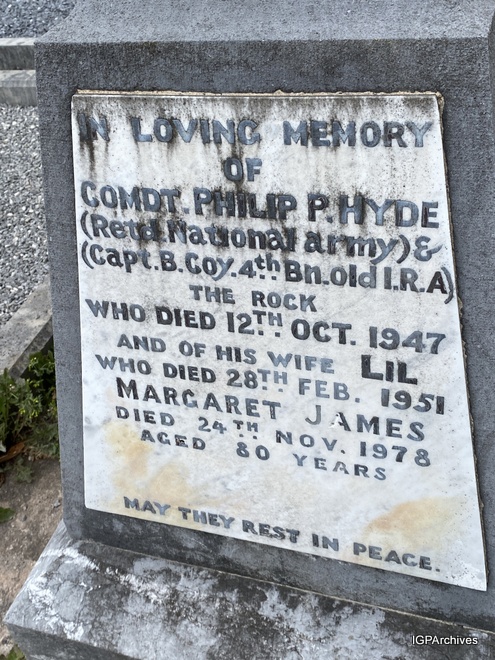 IN LOVING MEMORY
OF
COMDT. PHILIP P. HYDE
(Retd National army) &
(Capt. B. Coy. 4th Bn. old I.R.A)
THE ROCK
WHO DIED 12TH OCT. 1947
AND OF HIS WIFE LIL
WHO DIED 28TH FEB. 1951
MARGARET JAMES
DIED 24TH NOV. 1978
AGED 80 YEARS
MAY THEY REST IN PEACE.
IGPArchives